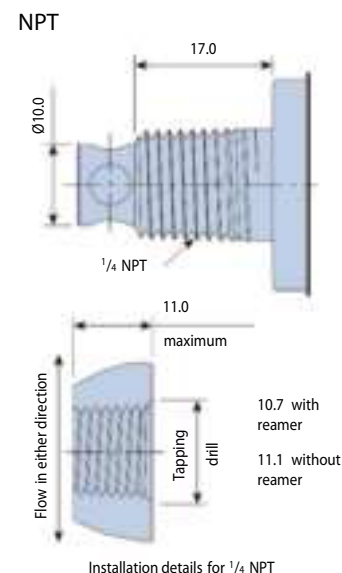 NPT
17.0
Ø10.0
1/4 NPT
11.0
maximum
Flow in either direction
Tapping
drill
10.7 with
reamer
11.1 without
reamer
Installation details for 1/4 NPT